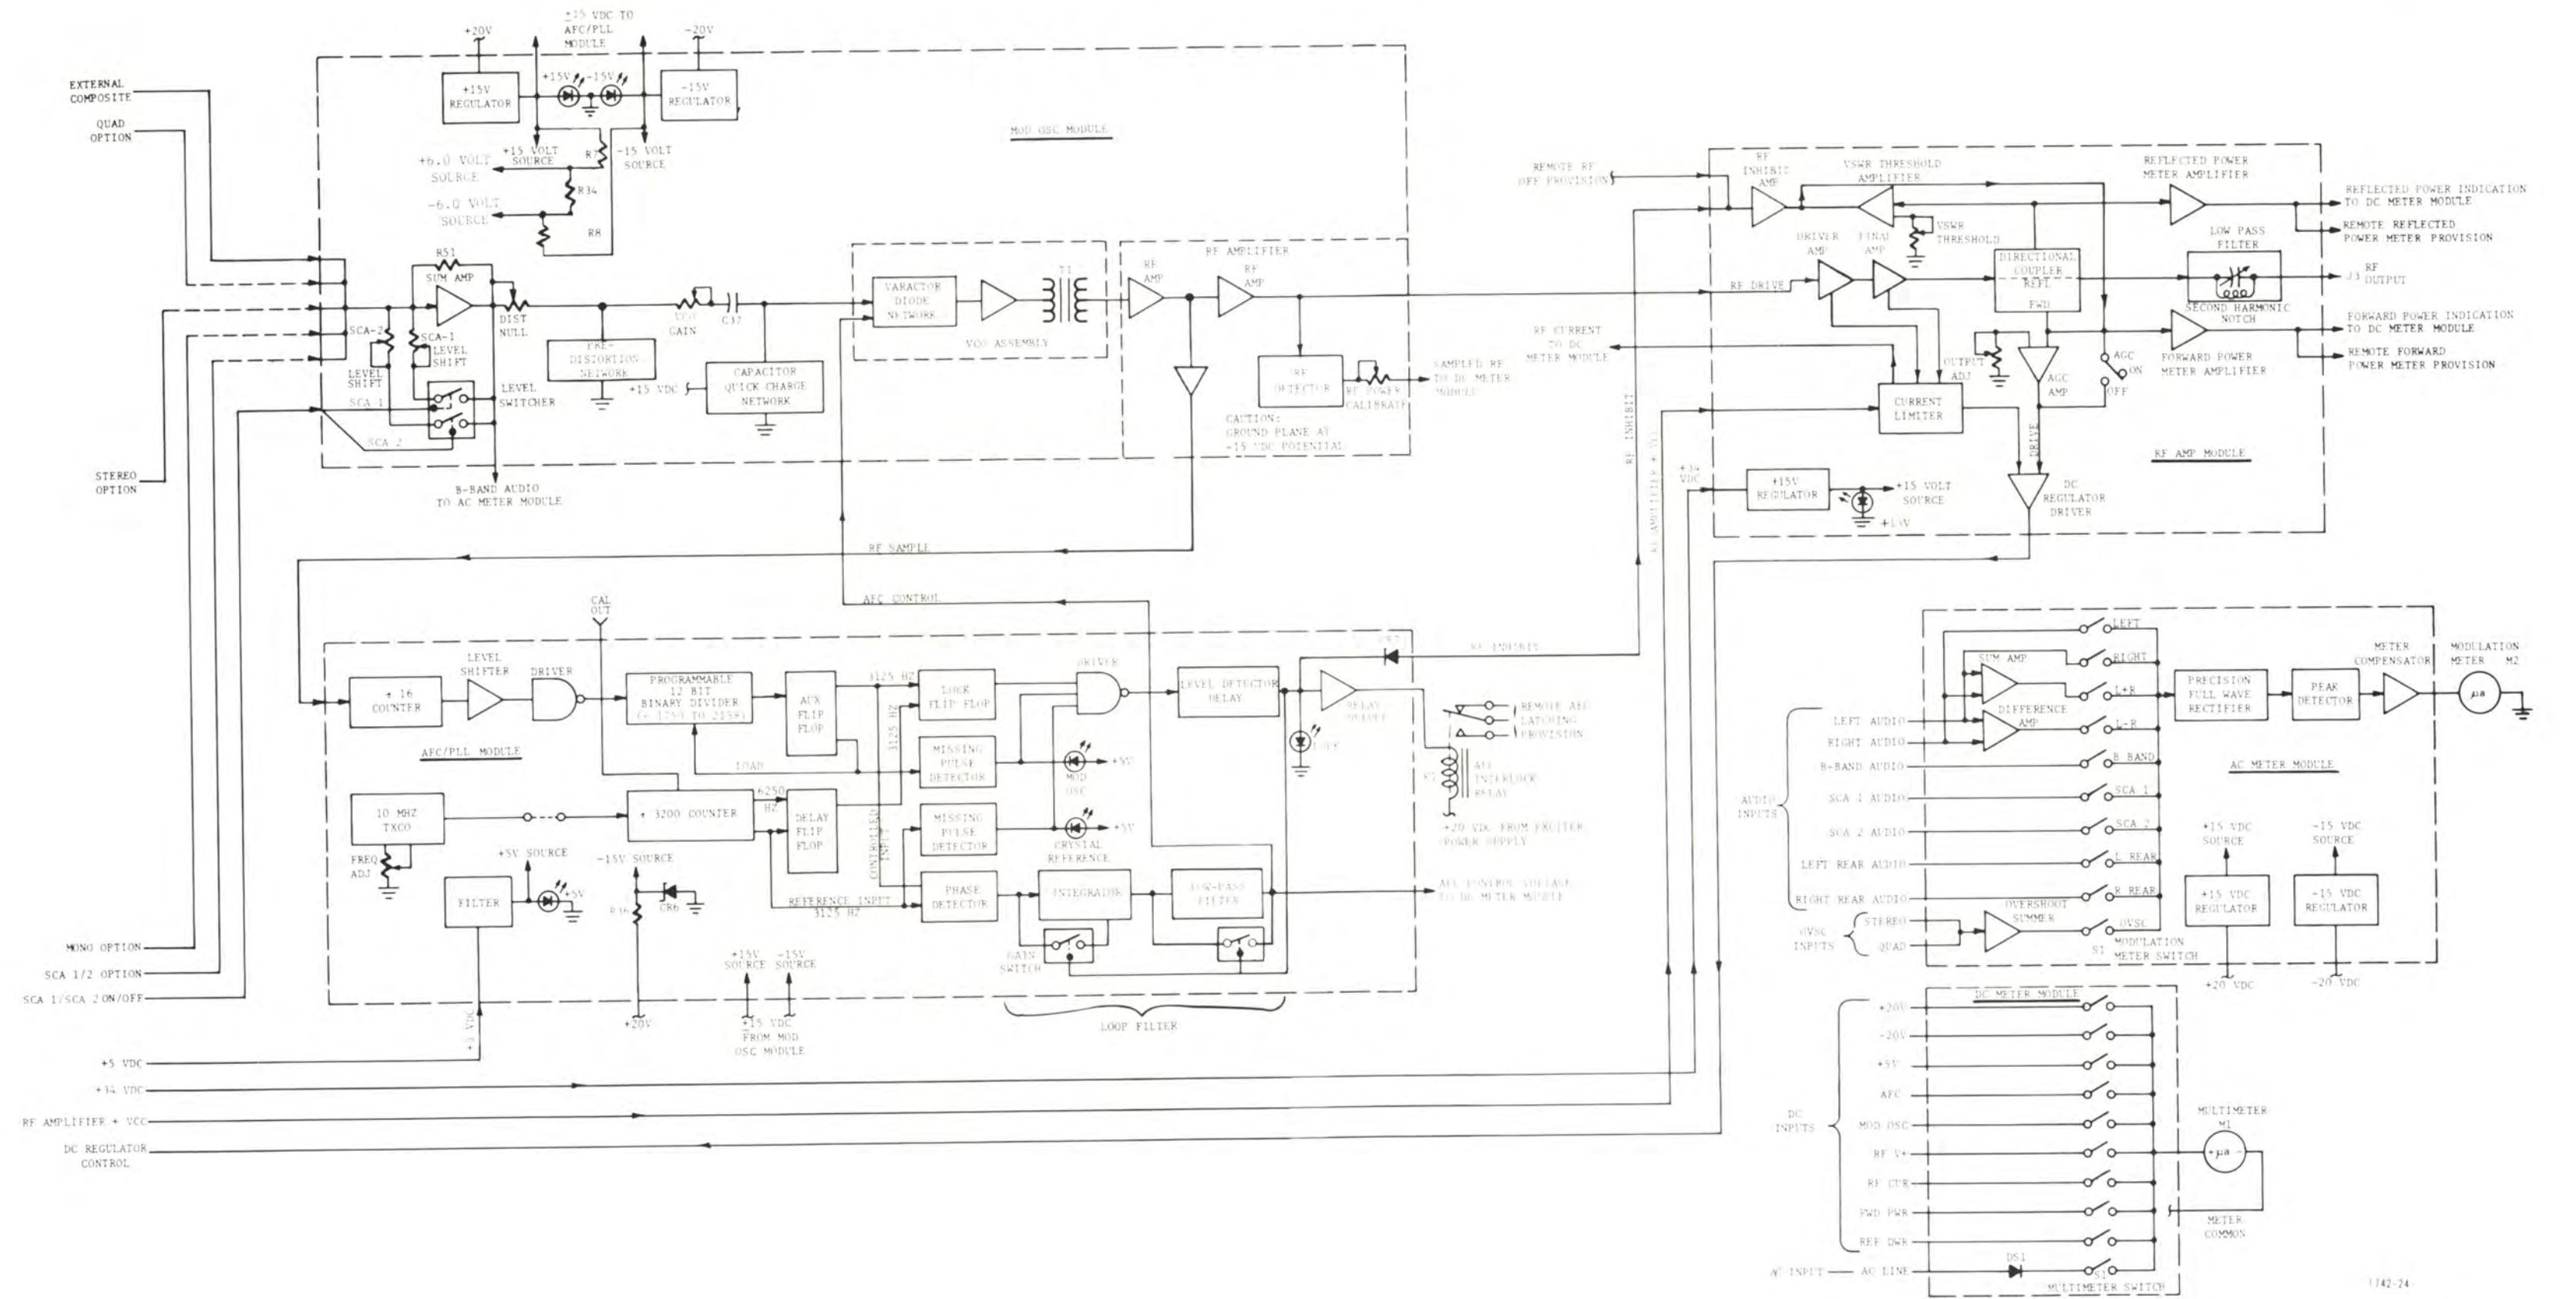 EXTERNAL
COMPOSITE
QUAD
OPTION
STEREO
OPTION
MONO OPTION
SCA 1/2 OPTION
SCA 1/SCA 2 ON/OFF
+5 VDC
+34 VDC
RF AMPLIFIER + VCC
DC REGULATOR
CONTROL
+20V
±15 VDC TO
AFC/PLL
MODULE
-20V
+15V
REGULATOR
+15V
-15V
-15V
REGULATOR
MOD OSC MODULE
+15 VOLT
SOURCE
-15 VOLT
SOURCE
+6.0 VOLT
SOURCE
-6.0 VOLT
SOURCE
R7
R34
R8
R51
SUM AMP
DIST
NULL
SCA-2
LEVEL
SHIFT
SCA-1
LEVEL
SHIFT
LEVEL
SWITCHER
SCA 1
SCA 2
B-BAND AUDIO
TO AC METER MODULE
PRE-
DISTORTION
NETWORK
GAIN
C37
+15 VDC
CAPACITOR
QUICK-CHARGE
NETWORK
VARACTOR
DIODE
NETWORK
T1
VCO ASSEMBLY
RF AMPLIFIER
RF
AMP
RF
AMP
RF
DETECTOR
RF POWER
CALIBRATE
SAMPLED RF
TO DC METER
MODULE
CAUTION:
GROUND PLANE AT
-15 VDC POTENTIAL
RF SAMPLE
AFC CONTROL
REMOTE RF
OFF PROVISION
RF
INHIBIT
AMP
VSWR THRESHOLD
AMPLIFIER
VSWR
THRESHOLD
REFLECTED POWER
METER AMPLIFIER
REFLECTED POWER INDICATION
TO DC METER MODULE
REMOTE REFLECTED
POWER METER PROVISION
DRIVER
AMP
FINAL
AMP
RF DRIVE
DIRECTIONAL
COUPLER
REFL
FWD
LOW PASS
FILTER
SECOND HARMONIC
NOTCH
J3 RF
OUTPUT
FORWARD POWER INDICATION
TO DC METER MODULE
REMOTE FORWARD
POWER METER PROVISION
FORWARD POWER
METER AMPLIFIER
RF CURRENT
TO DC
METER MODULE
OUTPUT
ADJ
AGC
AMP
AGC
ON
OFF
CURRENT
LIMITER
DRIVE
RF AMP MODULE
RF INHIBIT
RF AMPLIFIER + VCC
+34
VDC
+15V
REGULATOR
+15 VOLT
SOURCE
+15V
DC
REGULATOR
DRIVER
CAL
OUT
÷ 16
COUNTER
LEVEL
SHIFTER
DRIVER
PROGRAMMABLE
12 BIT
BINARY DIVIDER
AUX
FLIP
FLOP
3125 HZ
3125 HZ
LOCK
FLIP FLOP
DRIVER
LEVEL DETECTOR
DELAY
RF INHIBIT
REMOTE AFC
LATCHING
PROVISION
AFC
INTERLOCK
RELAY
+20 VDC FROM EXCITER
POWER SUPPLY
AFC/PLL MODULE
LOAD
MISSING
PULSE
DETECTOR
MOD
OSC
+5V
10 MHZ
TXCO
FREQ
ADJ
÷ 3200 COUNTER
6250
HZ
DELAY
FLIP
FLOP
CONTROLLED
INPUT
MISSING
PULSE
DETECTOR
+5V
CRYSTAL
REFERENCE
+5V SOURCE
FILTER
+5V
-15V SOURCE
CR6
R36
REFERENCE INPUT
3125 HZ
PHASE
DETECTOR
INTEGRATOR
LOW-PASS
FILTER
AFC CONTROL VOLTAGE
TO DC METER MODULE
GAIN
SWITCH
LOOP FILTER
+5 VDC
+20V
+15V
SOURCE
-15V
SOURCE
±15 VDC
FROM MOD
OSC MODULE
AUDIO
INPUTS
LEFT AUDIO
RIGHT AUDIO
B-BAND AUDIO
SCA 1 AUDIO
SCA 2 AUDIO
LEFT REAR AUDIO
RIGHT REAR AUDIO
OVSC
INPUTS
STEREO
QUAD
SUM AMP
DIFFERENCE
AMP
OVERSHOOT
SUMMER
LEFT
RIGHT
L+R
L-R
B BAND
SCA 1
SCA 2
L REAR
R REAR
OVSC
S1 MODULATION
METER SWITCH
PRECISION
FULL WAVE
RECTIFIER
PEAK
DETECTOR
METER
COMPENSATOR
MODULATION
METER M2
µa
AC METER MODULE
+15 VDC
SOURCE
-15 VDC
SOURCE
+15 VDC
REGULATOR
-15 VDC
REGULATOR
+20 VDC
-20 VDC
DC METER MODULE
DC
INPUTS
+20V
-20V
+5V
AFC
MOD OSC
RF V+
RF CUR
FWD PWR
REF DWR
AC INPUT
AC LINE
DS1
S1
MULTIMETER SWITCH
MULTIMETER
M1
+ µa -
METER
COMMON
1742-24